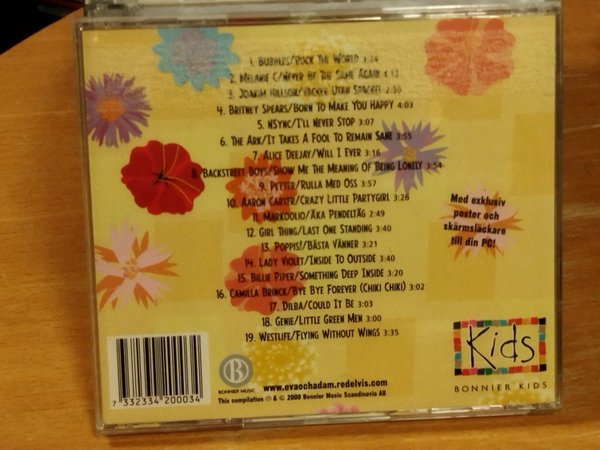 1. Bubbles/Rock The World 3:24
2. Melanie C/Never Be The Same Again 4:13
3. Joakim Hillson/Vacker Utan Spackel 2:59
4. Britney Spears/Born To Make You Happy 4:03
5. NSync/I'll Never Stop 3:07
6. The Ark/It Takes A Fool To Remain Sane 3:55
7. Alice Deejay/Will I Ever 3:16
8. Backstreet Boys/Show Me The Meaning Of Being Lonely 3:54
9. Petter/Rulla Med Oss 3:57
10. Aaron Carter/Crazy Little Partygirl 3:26
11. Markoolio/Åka Pendeltåg 2:49
12. Girl Thing/Last One Standing 3:40
13. Poppis!/Bästa Vänner 3:21
14. Lady Violet/Inside To Outside 3:40
15. Billie Piper/Something Deep Inside 3:20
16. Camilla Brinck/Bye Bye Forever (Chiki Chiki) 3:02
17. Dilba/Could It Be 3:03
18. Genie/Little Green Men 3:00
19. Westlife/Flying Without Wings 3:35
Med exklusiv
poster och
skärmsläckare
till din PC!
Kids
BONNIER KIDS
7 332334 200034
B
BONNIER MUSIC
www.evaochadam.redelvis.com
This compilation ℗ & © 2000 Bonnier Music Scandinavia AB